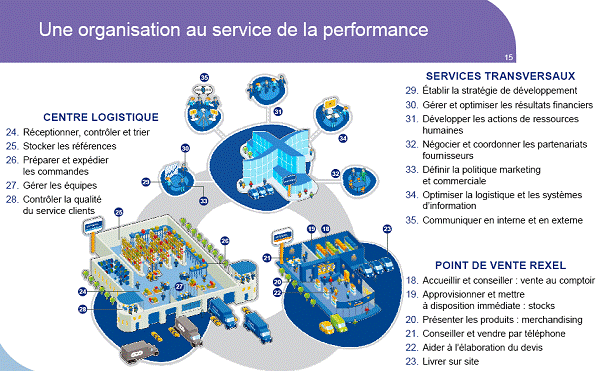 Une organisation au service de la performance
15
CENTRE LOGISTIQUE
24. Réceptionner, contrôler et trier
25. Stocker les références
26. Préparer et expédier
les commandes
27. Gérer les équipes
28. Contrôler la qualité
du service clients
SERVICES TRANSVERSAUX
29. Établir la stratégie de développement
30. Gérer et optimiser les résultats financiers
31. Développer les actions de ressources
humaines
32. Négocier et coordonner les partenariats
fournisseurs
33. Définir la politique marketing
et commerciale
34. Optimiser la logistique et les systèmes
d'information
35. Communiquer en interne et en externe
POINT DE VENTE REXEL
18. Accueillir et conseiller : vente au comptoir
19. Approvisionner et mettre
à disposition immédiate : stocks
20. Présenter les produits : merchandising
21. Conseiller et vendre par téléphone
22. Aider à l'élaboration du devis
23. Livrer sur site
35
31
34
30
29
33
32
25
26
24
27
28
19
18
23
21
20
22